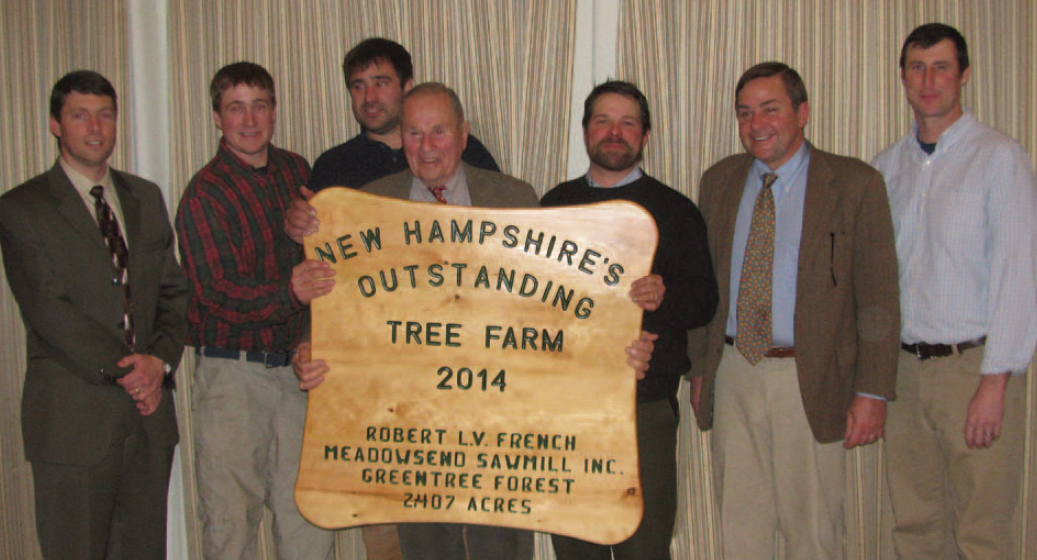 NEW HAMPSHIRE'S
OUTSTANDING
TREE FARM
2014
ROBERT L.V. FRENCH
MEADOWSEND SAWMILL INC.
GREENTREE FOREST
2407 ACRES